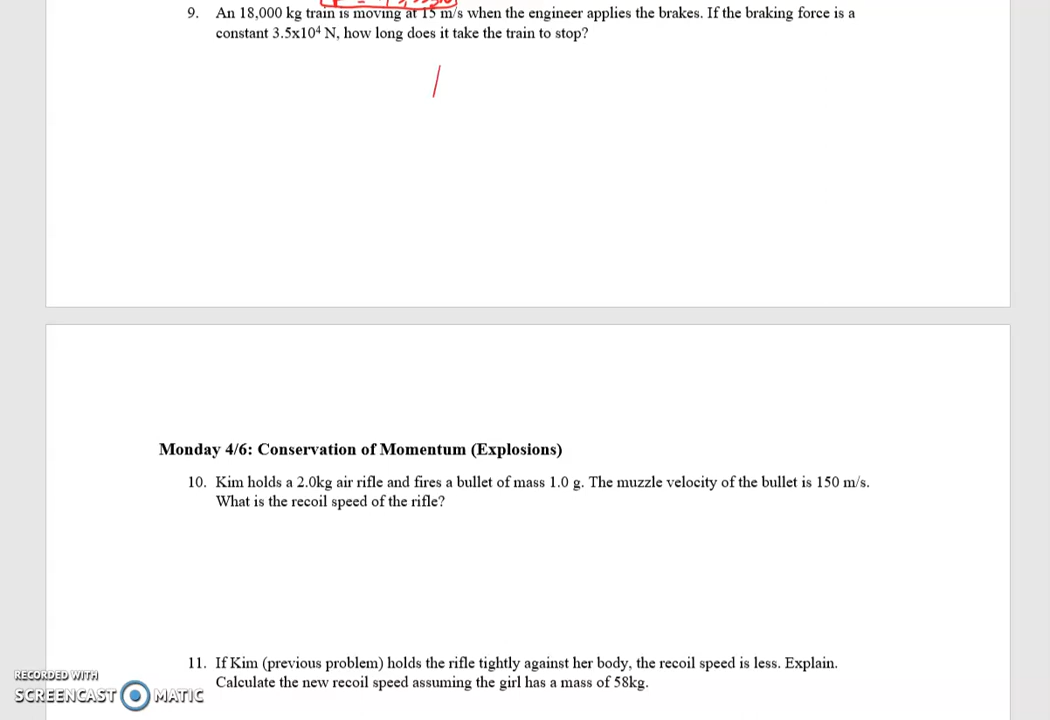 9. An 18,000 kg train is moving at 15 m/s when the engineer applies the brakes. If the braking force is a
constant 3.5x10⁴ N, how long does it take the train to stop?
Monday 4/6: Conservation of Momentum (Explosions)
10. Kim holds a 2.0kg air rifle and fires a bullet of mass 1.0 g. The muzzle velocity of the bullet is 150 m/s.
What is the recoil speed of the rifle?
11. If Kim (previous problem) holds the rifle tightly against her body, the recoil speed is less. Explain.
Calculate the new recoil speed assuming the girl has a mass of 58kg.
RECORDED WITH
SCREENCAST MATIC